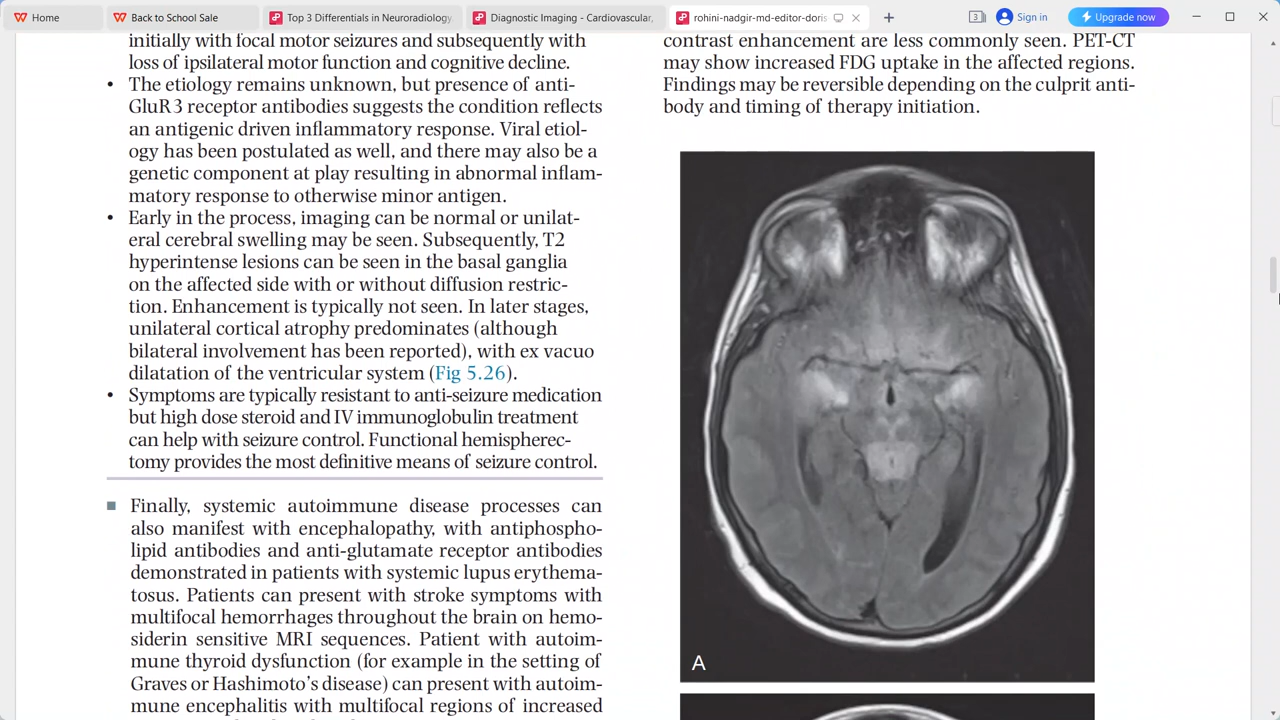 Home
Back to School Sale
Top 3 Differentials in Neuroradiology
Diagnostic Imaging - Cardiovascular,
rohini-nadgir-md-editor-doris
3
Sign in
Upgrade now
initially with focal motor seizures and subsequently with
loss of ipsilateral motor function and cognitive decline.
• The etiology remains unknown, but presence of anti-
GluR3 receptor antibodies suggests the condition reflects
an antigenic driven inflammatory response. Viral etiol-
ogy has been postulated as well, and there may also be a
genetic component at play resulting in abnormal inflam-
matory response to otherwise minor antigen.
• Early in the process, imaging can be normal or unilat-
eral cerebral swelling may be seen. Subsequently, T2
hyperintense lesions can be seen in the basal ganglia
on the affected side with or without diffusion restric-
tion. Enhancement is typically not seen. In later stages,
unilateral cortical atrophy predominates (although
bilateral involvement has been reported), with ex vacuo
dilatation of the ventricular system (Fig 5.26).
• Symptoms are typically resistant to anti-seizure medication
but high dose steroid and IV immunoglobulin treatment
can help with seizure control. Functional hemispherec-
tomy provides the most definitive means of seizure control.
■ Finally, systemic autoimmune disease processes can
also manifest with encephalopathy, with antiphospho-
lipid antibodies and anti-glutamate receptor antibodies
demonstrated in patients with systemic lupus erythema-
tosus. Patients can present with stroke symptoms with
multifocal hemorrhages throughout the brain on hemo-
siderin sensitive MRI sequences. Patient with autoim-
mune thyroid dysfunction (for example in the setting of
Graves or Hashimoto's disease) can present with autoim-
mune encephalitis with multifocal regions of increased
contrast enhancement are less commonly seen. PET-CT
may show increased FDG uptake in the affected regions.
Findings may be reversible depending on the culprit anti-
body and timing of therapy initiation.
A